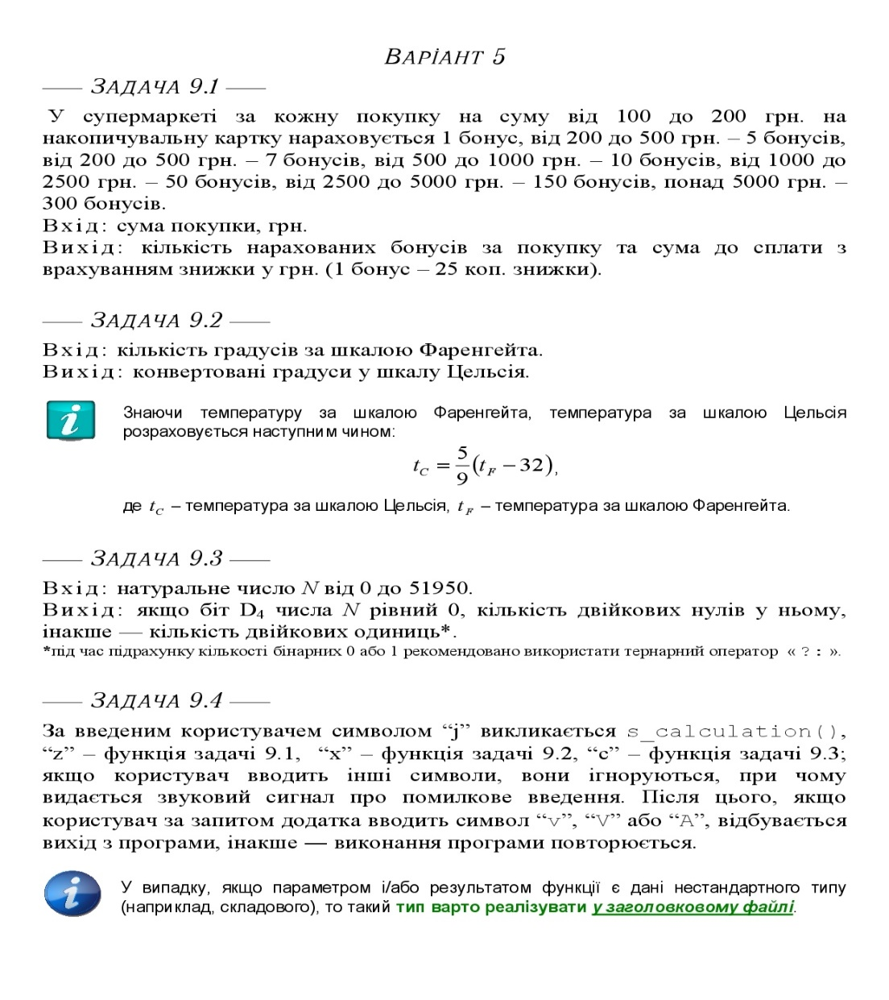 ВАРІАНТ 5
—— ЗАДАЧА 9.1 ——
У супермаркеті за кожну покупку на суму від 100 до 200 грн. на
накопичувальну картку нараховується 1 бонус, від 200 до 500 грн. – 5 бонусів,
від 200 до 500 грн. – 7 бонусів, від 500 до 1000 грн. – 10 бонусів, від 1000 до
2500 грн. – 50 бонусів, від 2500 до 5000 грн. – 150 бонусів, понад 5000 грн. –
300 бонусів.
Вхід: сума покупки, грн.
Вихід: кількість нарахованих бонусів за покупку та сума до сплати з
врахуванням знижки у грн. (1 бонус – 25 коп. знижки).
—— ЗАДАЧА 9.2 ——
Вхід: кількість градусів за шкалою Фаренгейта.
Вихід: конвертовані градуси у шкалу Цельсія.
Знаючи температуру за шкалою Фаренгейта, температура за шкалою Цельсія
розраховується наступним чином:
t_C = 5/9 (t_F – 32),
де t_C – температура за шкалою Цельсія, t_F – температура за шкалою Фаренгейта.
—— ЗАДАЧА 9.3 ——
Вхід: натуральне число N від 0 до 51950.
Вихід: якщо біт D₄ числа N рівний 0, кількість двійкових нулів у ньому,
інакше — кількість двійкових одиниць*.
*під час підрахунку кількості бінарних 0 або 1 рекомендовано використати тернарний оператор « ? : ».
—— ЗАДАЧА 9.4 ——
За введеним користувачем символом “j” викликається s_calculation(),
“z” – функція задачі 9.1, “x” – функція задачі 9.2, “c” – функція задачі 9.3;
якщо користувач вводить інші символи, вони ігноруються, при чому
видається звуковий сигнал про помилкове введення. Після цього, якщо
користувач за запитом додатка вводить символ “v”, “V” або “A”, відбувається
вихід з програми, інакше — виконання програми повторюється.
У випадку, якщо параметром і/або результатом функції є дані нестандартного типу
(наприклад, складового), то такий тип варто реалізувати у заголовковому файлі.